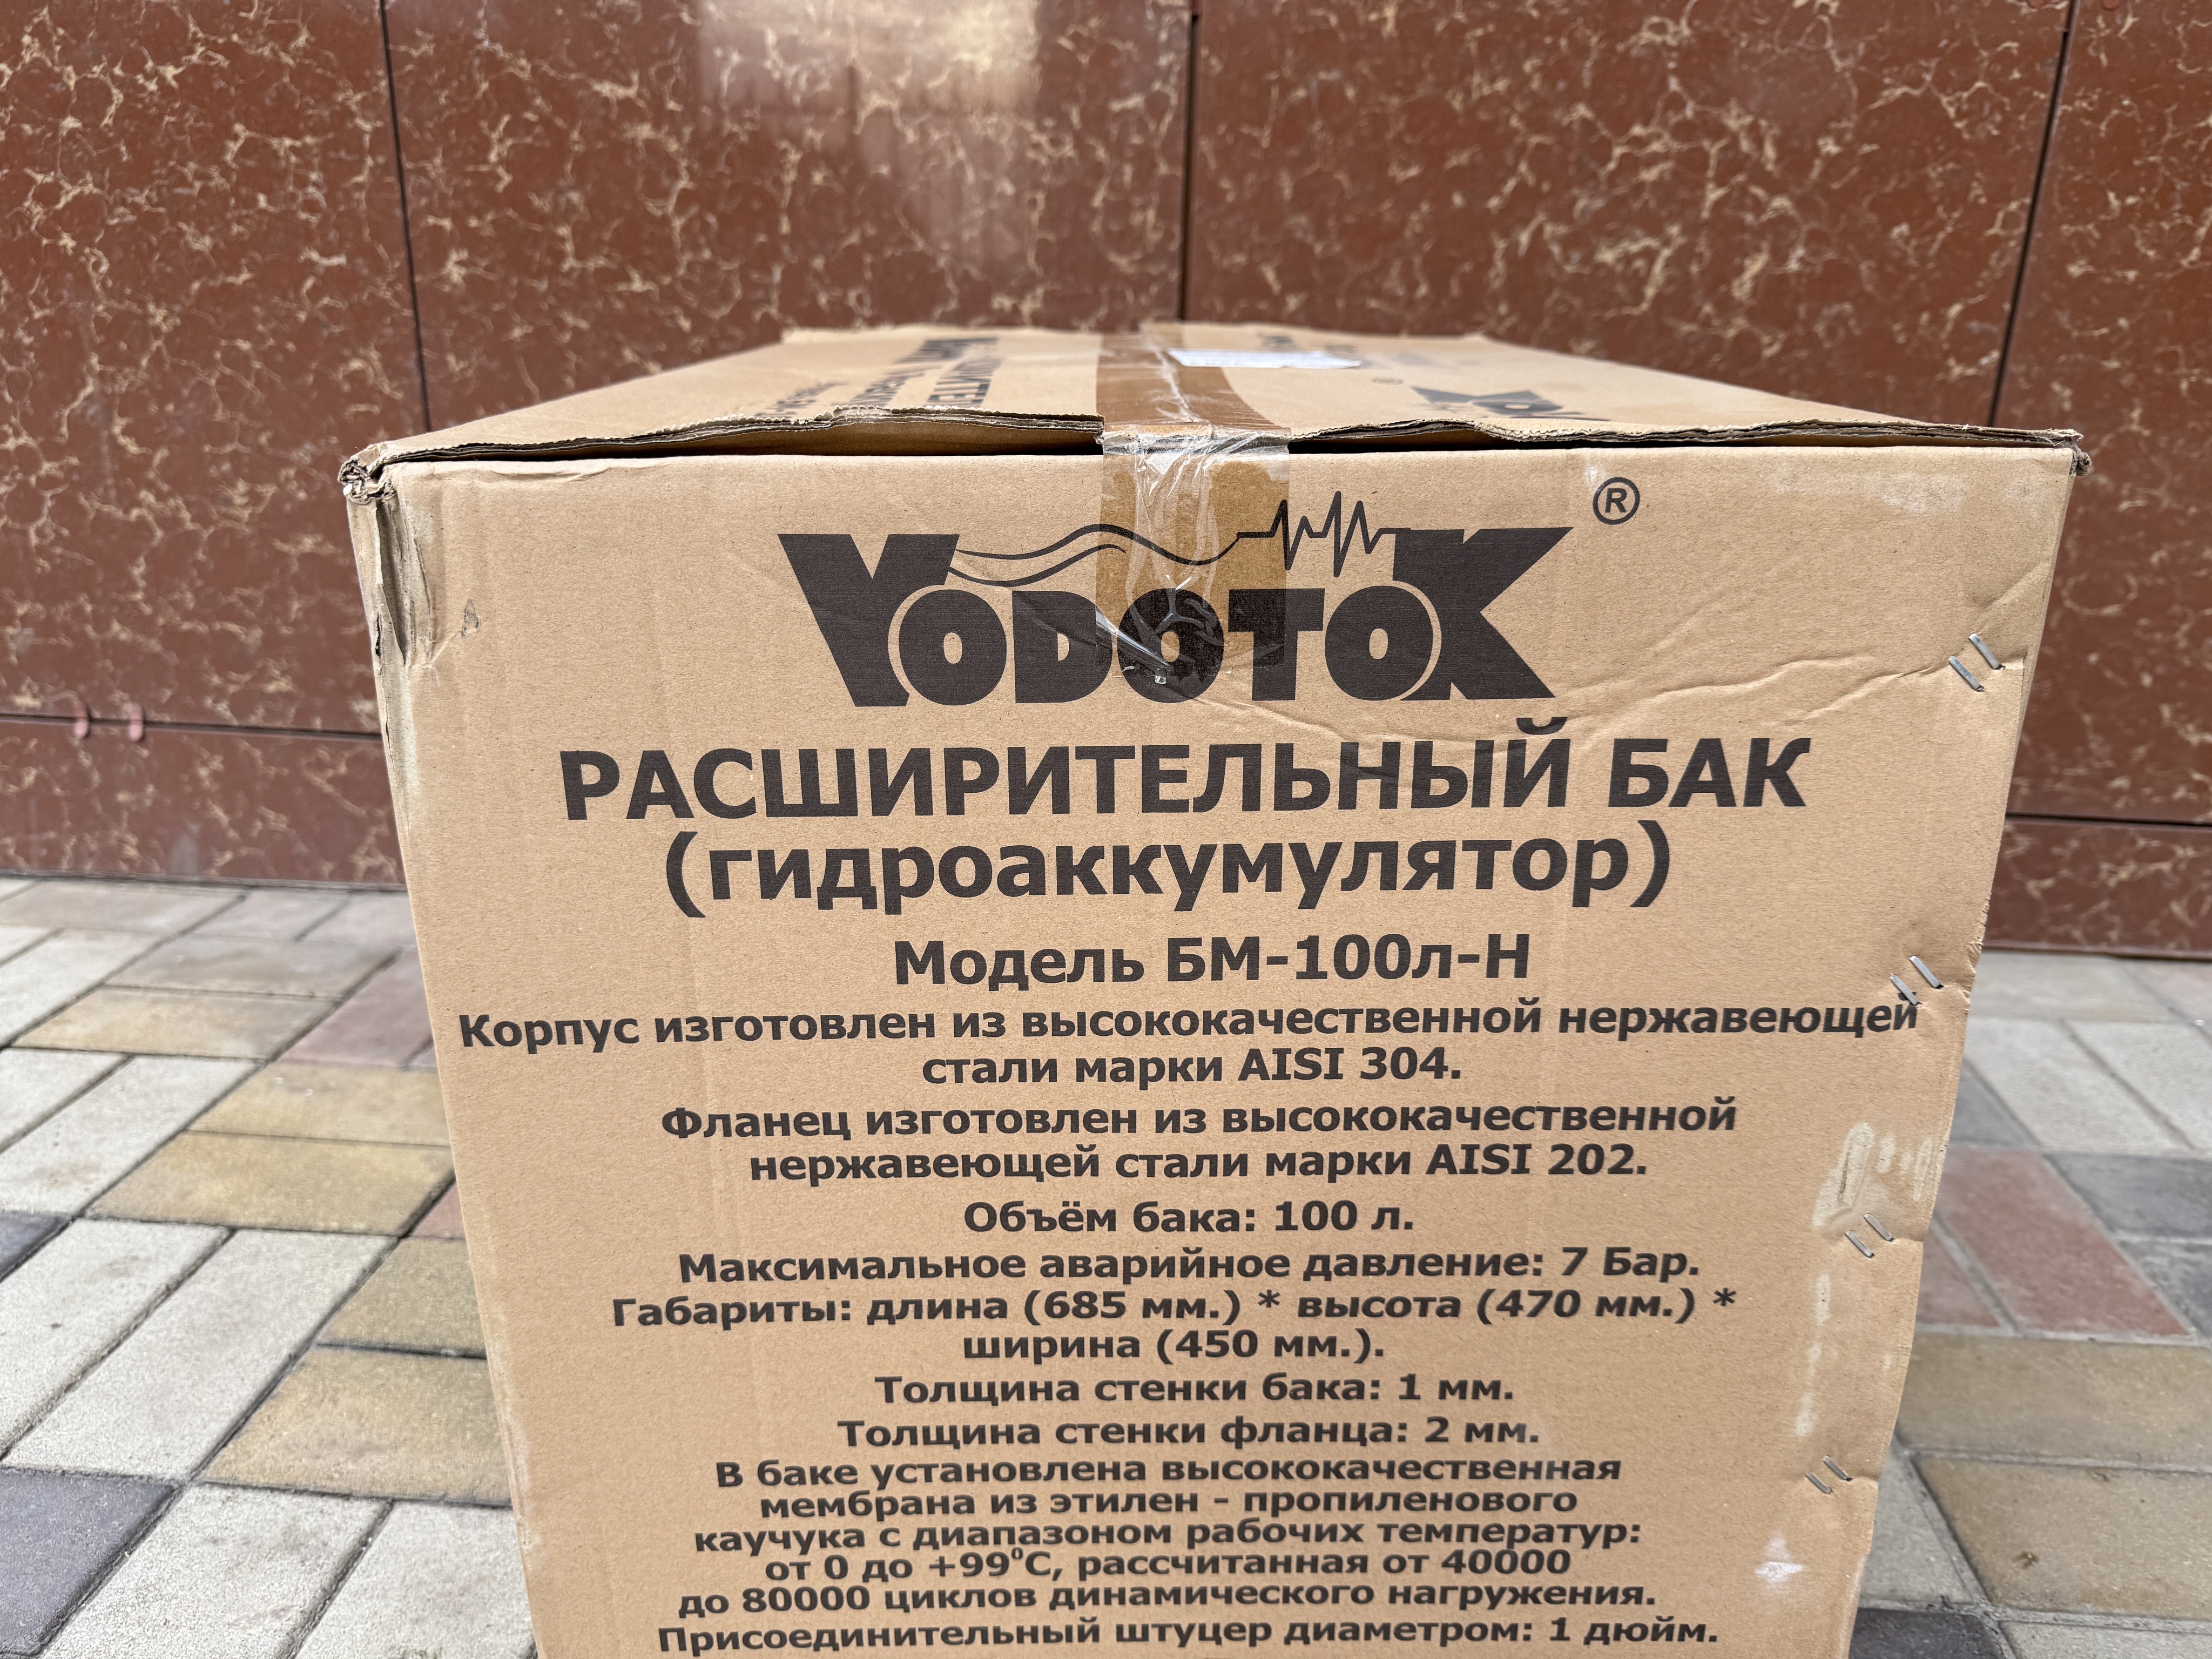 VODOTOK ®
РАСШИРИТЕЛЬНЫЙ БАК
(гидроаккумулятор)
Модель БМ-100л-Н
Корпус изготовлен из высококачественной нержавеющей
стали марки AISI 304.
Фланец изготовлен из высококачественной
нержавеющей стали марки AISI 202.
Объём бака: 100 л.
Максимальное аварийное давление: 7 Бар.
Габариты: длина (685 мм.) * высота (470 мм.) *
ширина (450 мм.).
Толщина стенки бака: 1 мм.
Толщина стенки фланца: 2 мм.
В баке установлена высококачественная
мембрана из этилен - пропиленового
каучука с диапазоном рабочих температур:
от 0 до +99⁰С, рассчитанная от 40000
до 80000 циклов динамического нагружения.
Присоединительный штуцер диаметром: 1 дюйм.